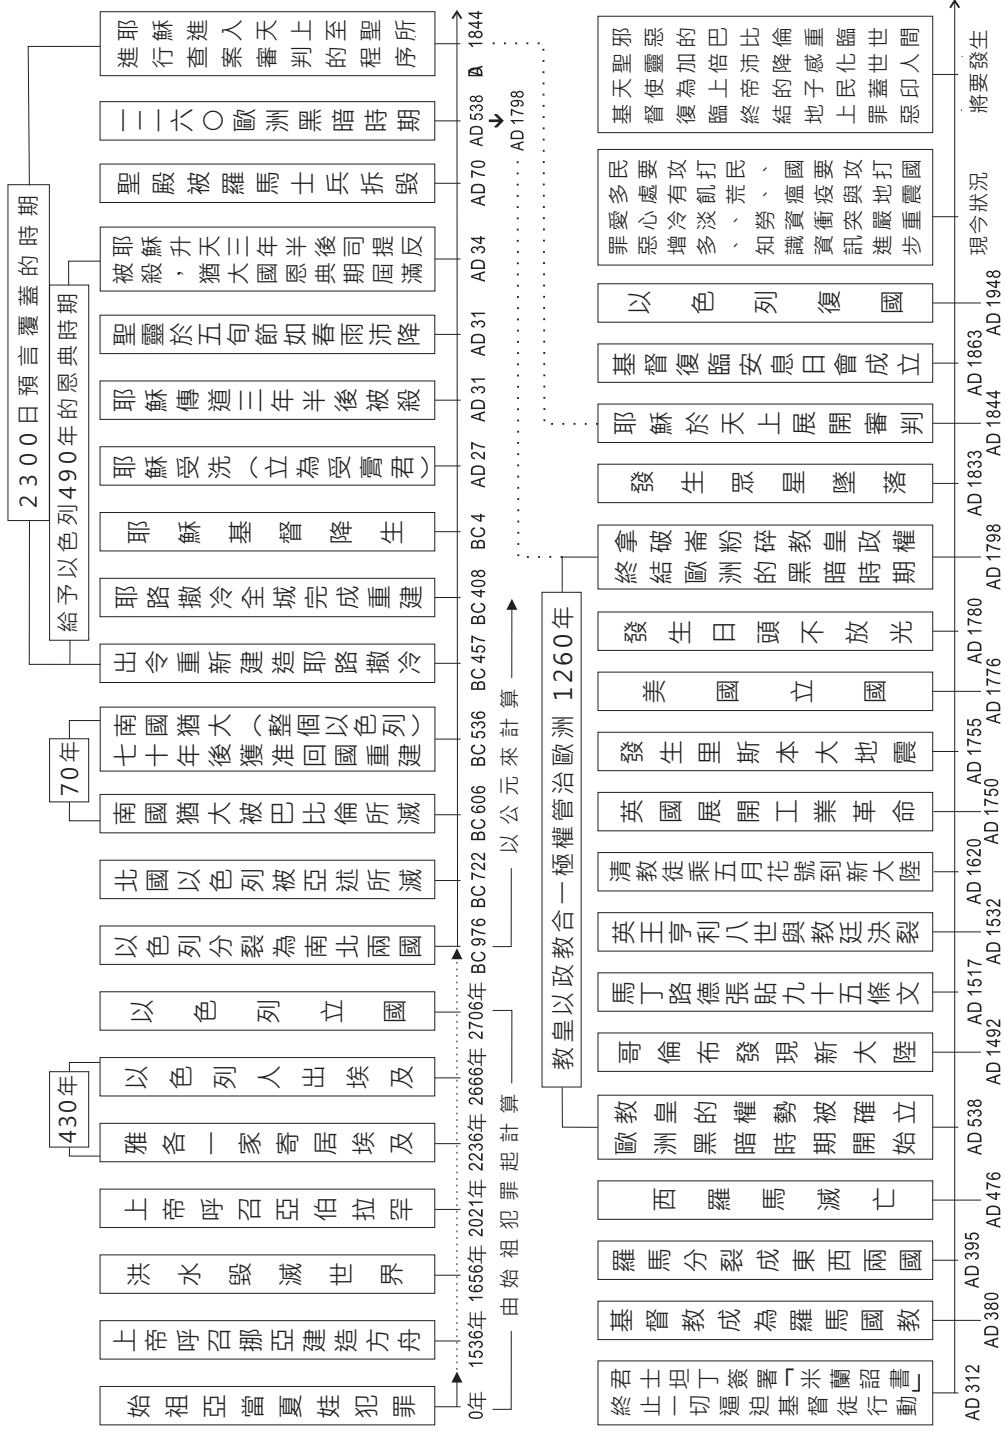 2300日預言覆蓋的時期
給予以色列490年的恩典時期
70年
430年
始祖亞當夏娃犯罪
上帝呼召挪亞建造方舟
洪水毀滅世界
上帝呼召亞伯拉罕
雅各一家寄居埃及
以色列人出埃及
以色列立國
以色列分裂為南北兩國
北國以色列被亞述所滅
南國猶大被巴比倫所滅
南國猶大（整個以色列）
七十年後獲准回國重建
出令重新建造耶路撒冷
耶路撒冷全城完成重建
耶穌基督降生
耶穌受洗（立為受膏君）
耶穌傳道三年半後被殺
聖靈於五旬節如春雨沛降
耶穌升天三年半後司提反
被殺，猶大國恩典期屆滿
聖殿被羅馬士兵拆毀
一二六〇歐洲黑暗時期
耶穌進入天上至聖所
進行查案審判的程序
0年
1536年
1656年
2021年
2236年
2666年
2706年
BC 976
BC 722
BC 606
BC 536
BC 457
BC 408
BC 4
AD 27
AD 31
AD 31
AD 34
AD 70
AD 538
AD 1798
AD 1844
由始祖犯罪起計算
以公元來計算
教皇以政教合一極權管治歐洲 1260年
君士坦丁簽署「米蘭詔書」
終止一切逼迫基督徒行動
基督教成為羅馬國教
羅馬分裂成東西兩國
西羅馬滅亡
教皇的權勢被確立
歐洲黑暗時期開始
哥倫布發現新大陸
馬丁路德張貼九十五條文
英王亨利八世與教廷決裂
清教徒乘五月花號到新大陸
英國展開工業革命
發生里斯本大地震
美國立國
發生日頭不放光
拿破崙粉碎教皇政權
終結歐洲的黑暗時期
發生眾星墜落
耶穌於天上展開審判
基督復臨安息日會成立
以色列復國
民要攻打民、國要攻打國
多處有飢荒、瘟疫與地震
愛心冷淡、勞資衝突嚴重
罪惡增多、知識資訊進步
邪惡的巴比倫重臨世間
聖靈加倍沛降感化世人
天使為上帝的子民蓋印
基督復臨終結地上罪惡
AD 312
AD 380
AD 395
AD 476
AD 538
AD 1492
AD 1517
AD 1532
AD 1620
AD 1750
AD 1755
AD 1776
AD 1780
AD 1798
AD 1833
AD 1844
AD 1863
AD 1948
現今狀況
將要發生